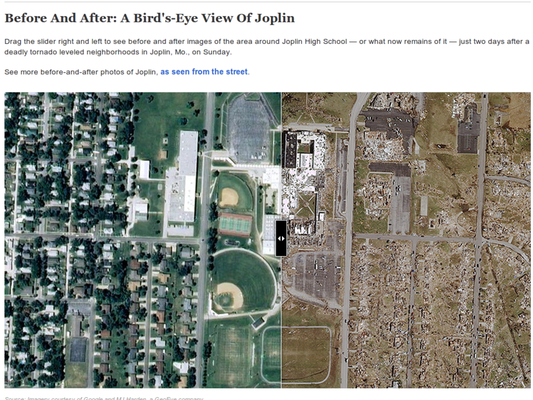 Before And After: A Bird's-Eye View Of Joplin
Drag the slider right and left to see before and after images of the area around Joplin High School — or what now remains of it — just two days after a
deadly tornado leveled neighborhoods in Joplin, Mo., on Sunday.
See more before-and-after photos of Joplin, as seen from the street.
Source: Imagery courtesy of Google and MJ Harden, a GeoEye company